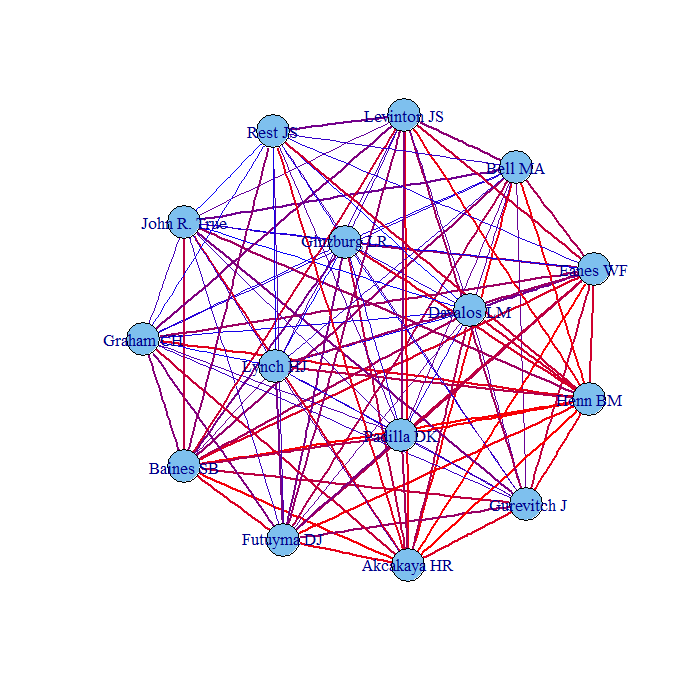 Levinton JS
Rest JS
Bell MA
John R. True
Ginzburg LR
Eanes WF
Davalos LM
Graham CH
Lynch HJ
Henn BM
Padilla DK
Baines SB
Gurevitch J
Futuyma DJ
Akcakaya HR